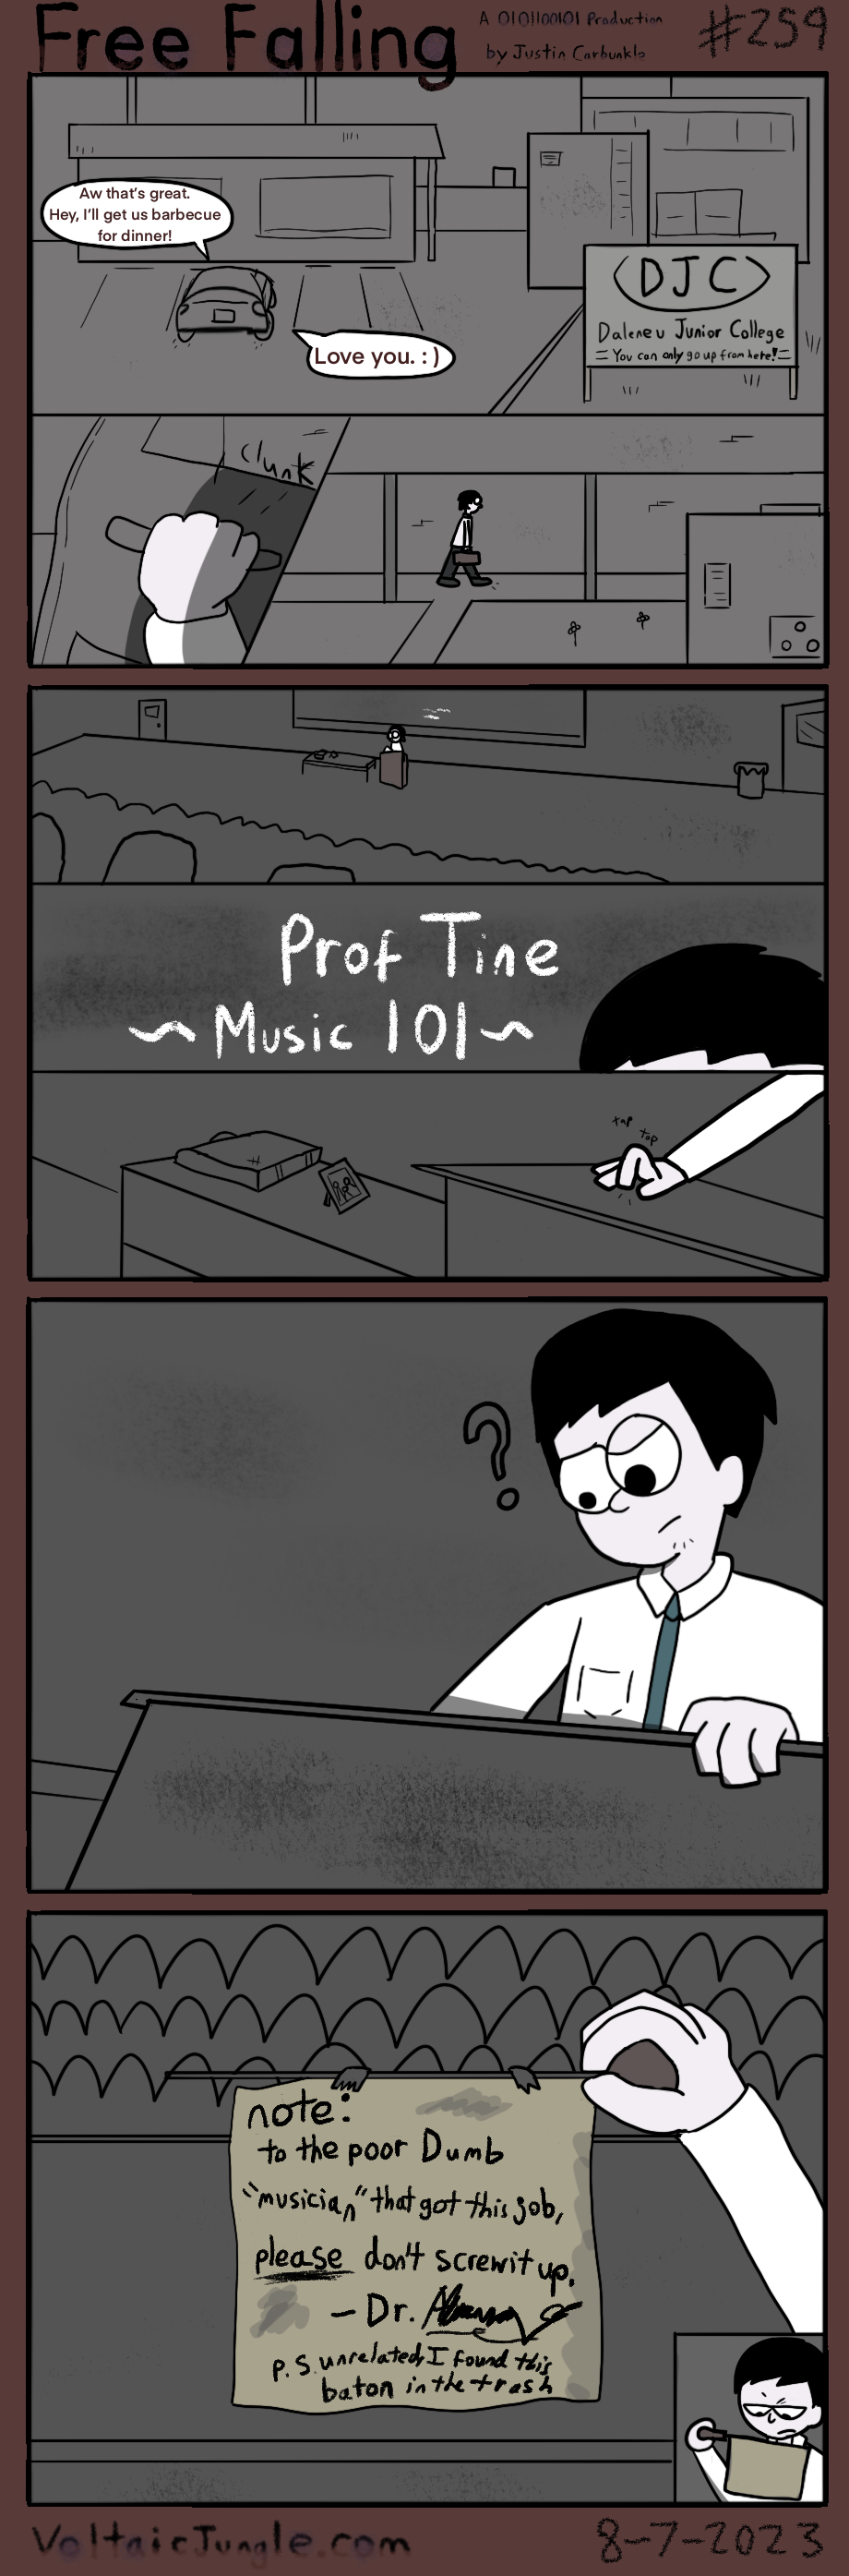 Free Falling
A 0101100101 Production
by Justin Carbunkle
#259
Aw that's great.
Hey, I'll get us barbecue
for dinner!
Love you. :)
<DJC>
Daleneu Junior College
= You can only go up from here! =
Clunk
Prof Tine
~Music 101~
tap
tap
?
note:
to the poor Dumb
"musician" that got this job,
please don't screw it up.
- Dr.
P.S. unrelated, I found this
baton in the trash
VoltaicJungle.com
8-7-2023